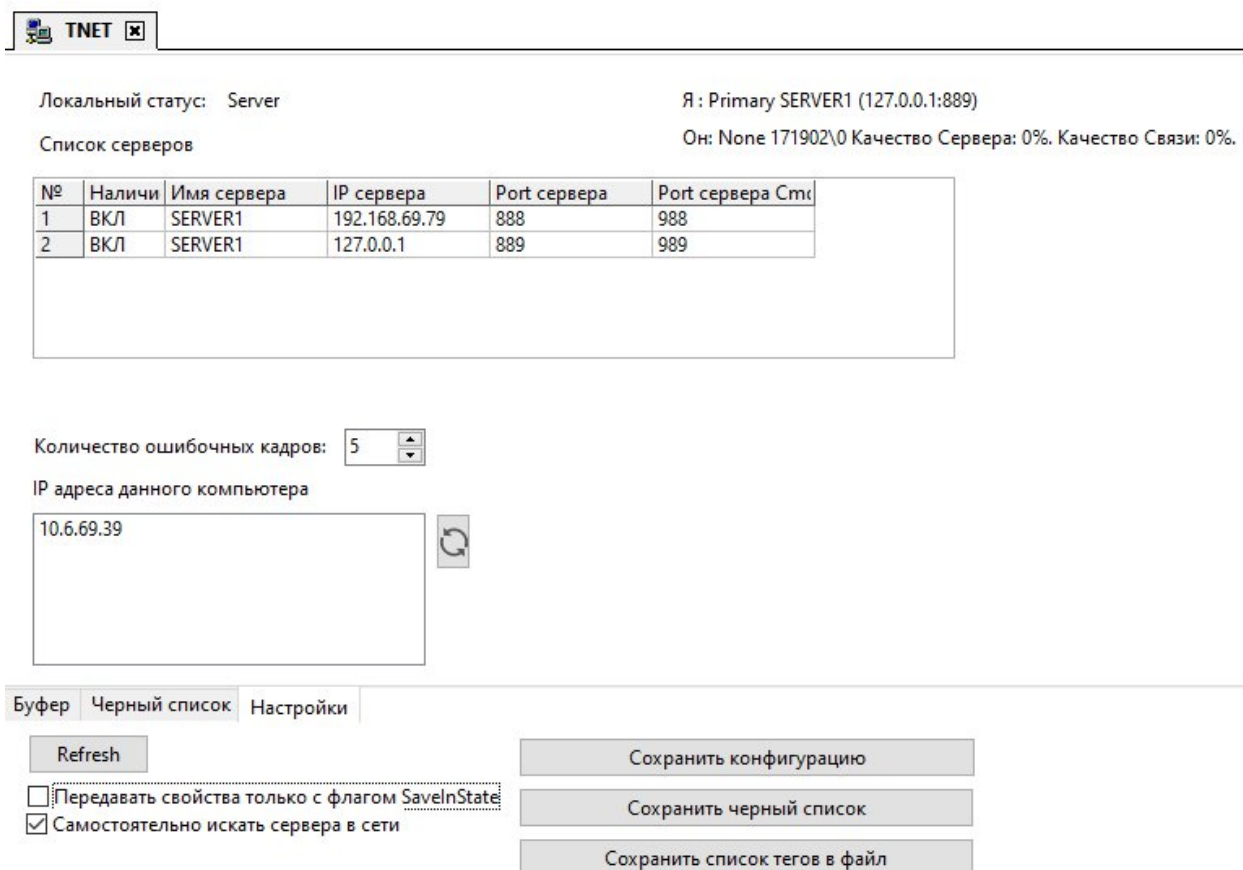 TNET
Локальный статус: Server
Я : Primary SERVER1 (127.0.0.1:889)
Он: None 171902\0 Качество Сервера: 0%. Качество Связи: 0%.
Список серверов
№ Наличи Имя сервера IP сервера Port сервера Port сервера Cmd
1 ВКЛ SERVER1 192.168.69.79 888 988
2 ВКЛ SERVER1 127.0.0.1 889 989
Количество ошибочных кадров: 5
IP адреса данного компьютера
10.6.69.39
Буфер Черный список Настройки
Refresh
Передавать свойства только с флагом SaveInState
Самостоятельно искать сервера в сети
Сохранить конфигурацию
Сохранить черный список
Сохранить список тегов в файл